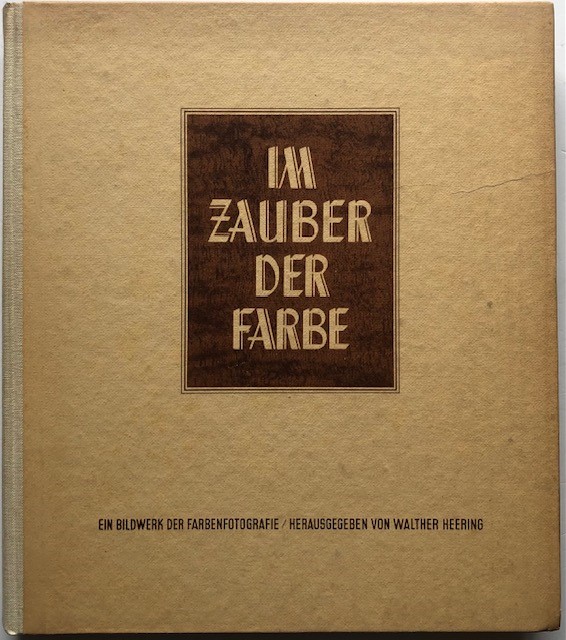 IM
ZAUBER
DER
FARBE
EIN BILDWERK DER FARBENFOTOGRAFIE / HERAUSGEGEBEN VON WALTHER HEERING